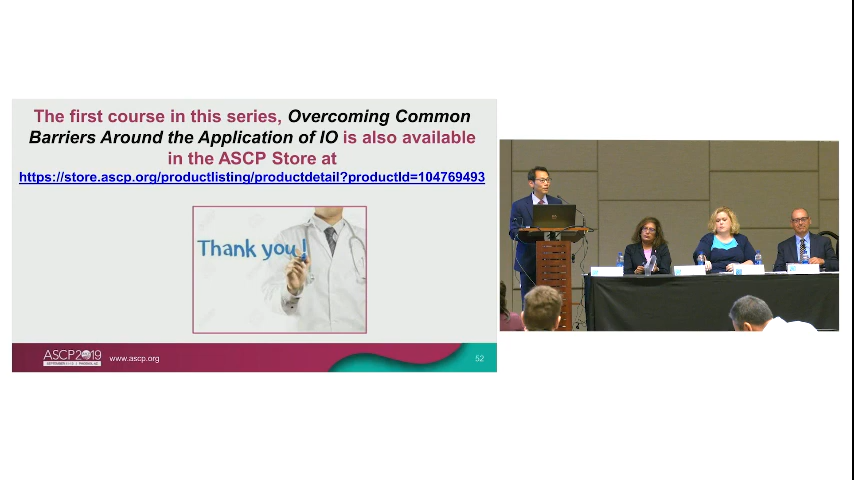 The first course in this series, Overcoming Common
Barriers Around the Application of IO is also available
in the ASCP Store at
https://store.ascp.org/productlisting/productdetail?productId=104769493
Thank you!
ASCP2019
www.ascp.org
52